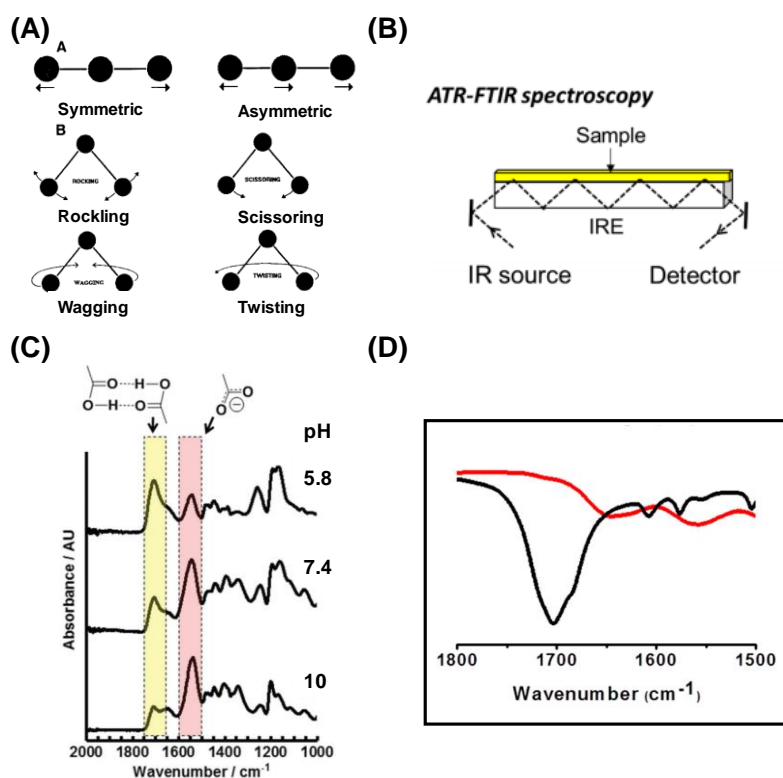 (A)
A
Symmetric
Asymmetric
B
ROCKING
Rockling
SCISSORING
Scissoring
WAGGING
Wagging
TWISTING
Twisting
(B)
ATR-FTIR spectroscopy
Sample
IRE
IR source
Detector
(C)
O H O
O H O
O O
pH
5.8
7.4
10
Absorbance / AU
2000 1800 1600 1400 1200 1000
Wavenumber / cm-1
(D)
1800 1700 1600 1500
Wavenumber (cm-1)